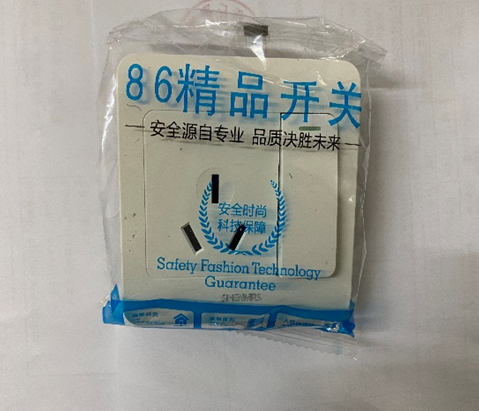 86精品开关
安全源自专业 品质决胜未来
安全时尚
科技保障
Safety Fashion Technology
Guarantee